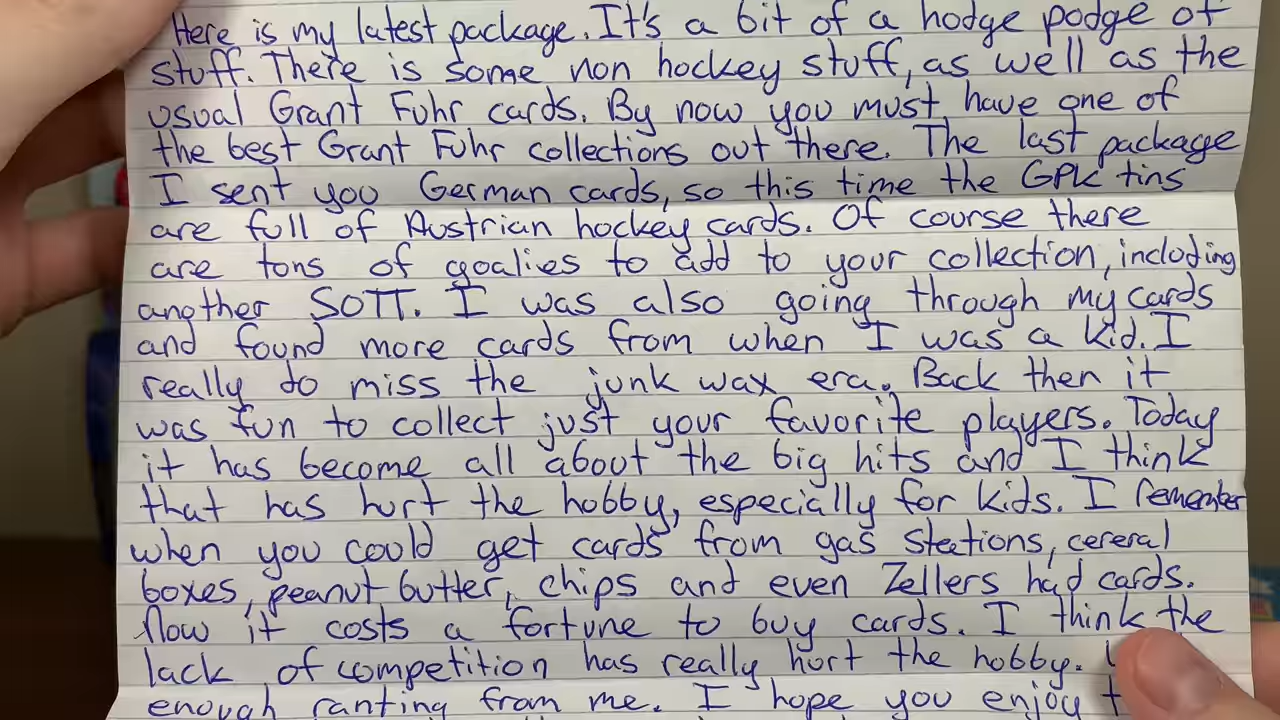 Here is my latest package. It's a bit of a hodge podge of
stuff. There is some non hockey stuff, as well as the
usual Grant Fuhr cards. By now you must have one of
the best Grant Fuhr collections out there. The last package
I sent you German cards, so this time the GPK tins
are full of Austrian hockey cards. Of course there
are tons of goalies to add to your collection, including
another SOTT. I was also going through my cards
and found more cards from when I was a kid. I
really do miss the junk wax era. Back then it
was fun to collect just your favorite players. Today
it has become all about the big hits and I think
that has hurt the hobby, especially for kids. I remember
when you could get cards from gas stations, cereral
boxes, peanut butter, chips and even Zellers had cards.
Now it costs a fortune to buy cards. I think the
lack of competition has really hurt the hobby.
enough ranting from me. I hope you enjoy